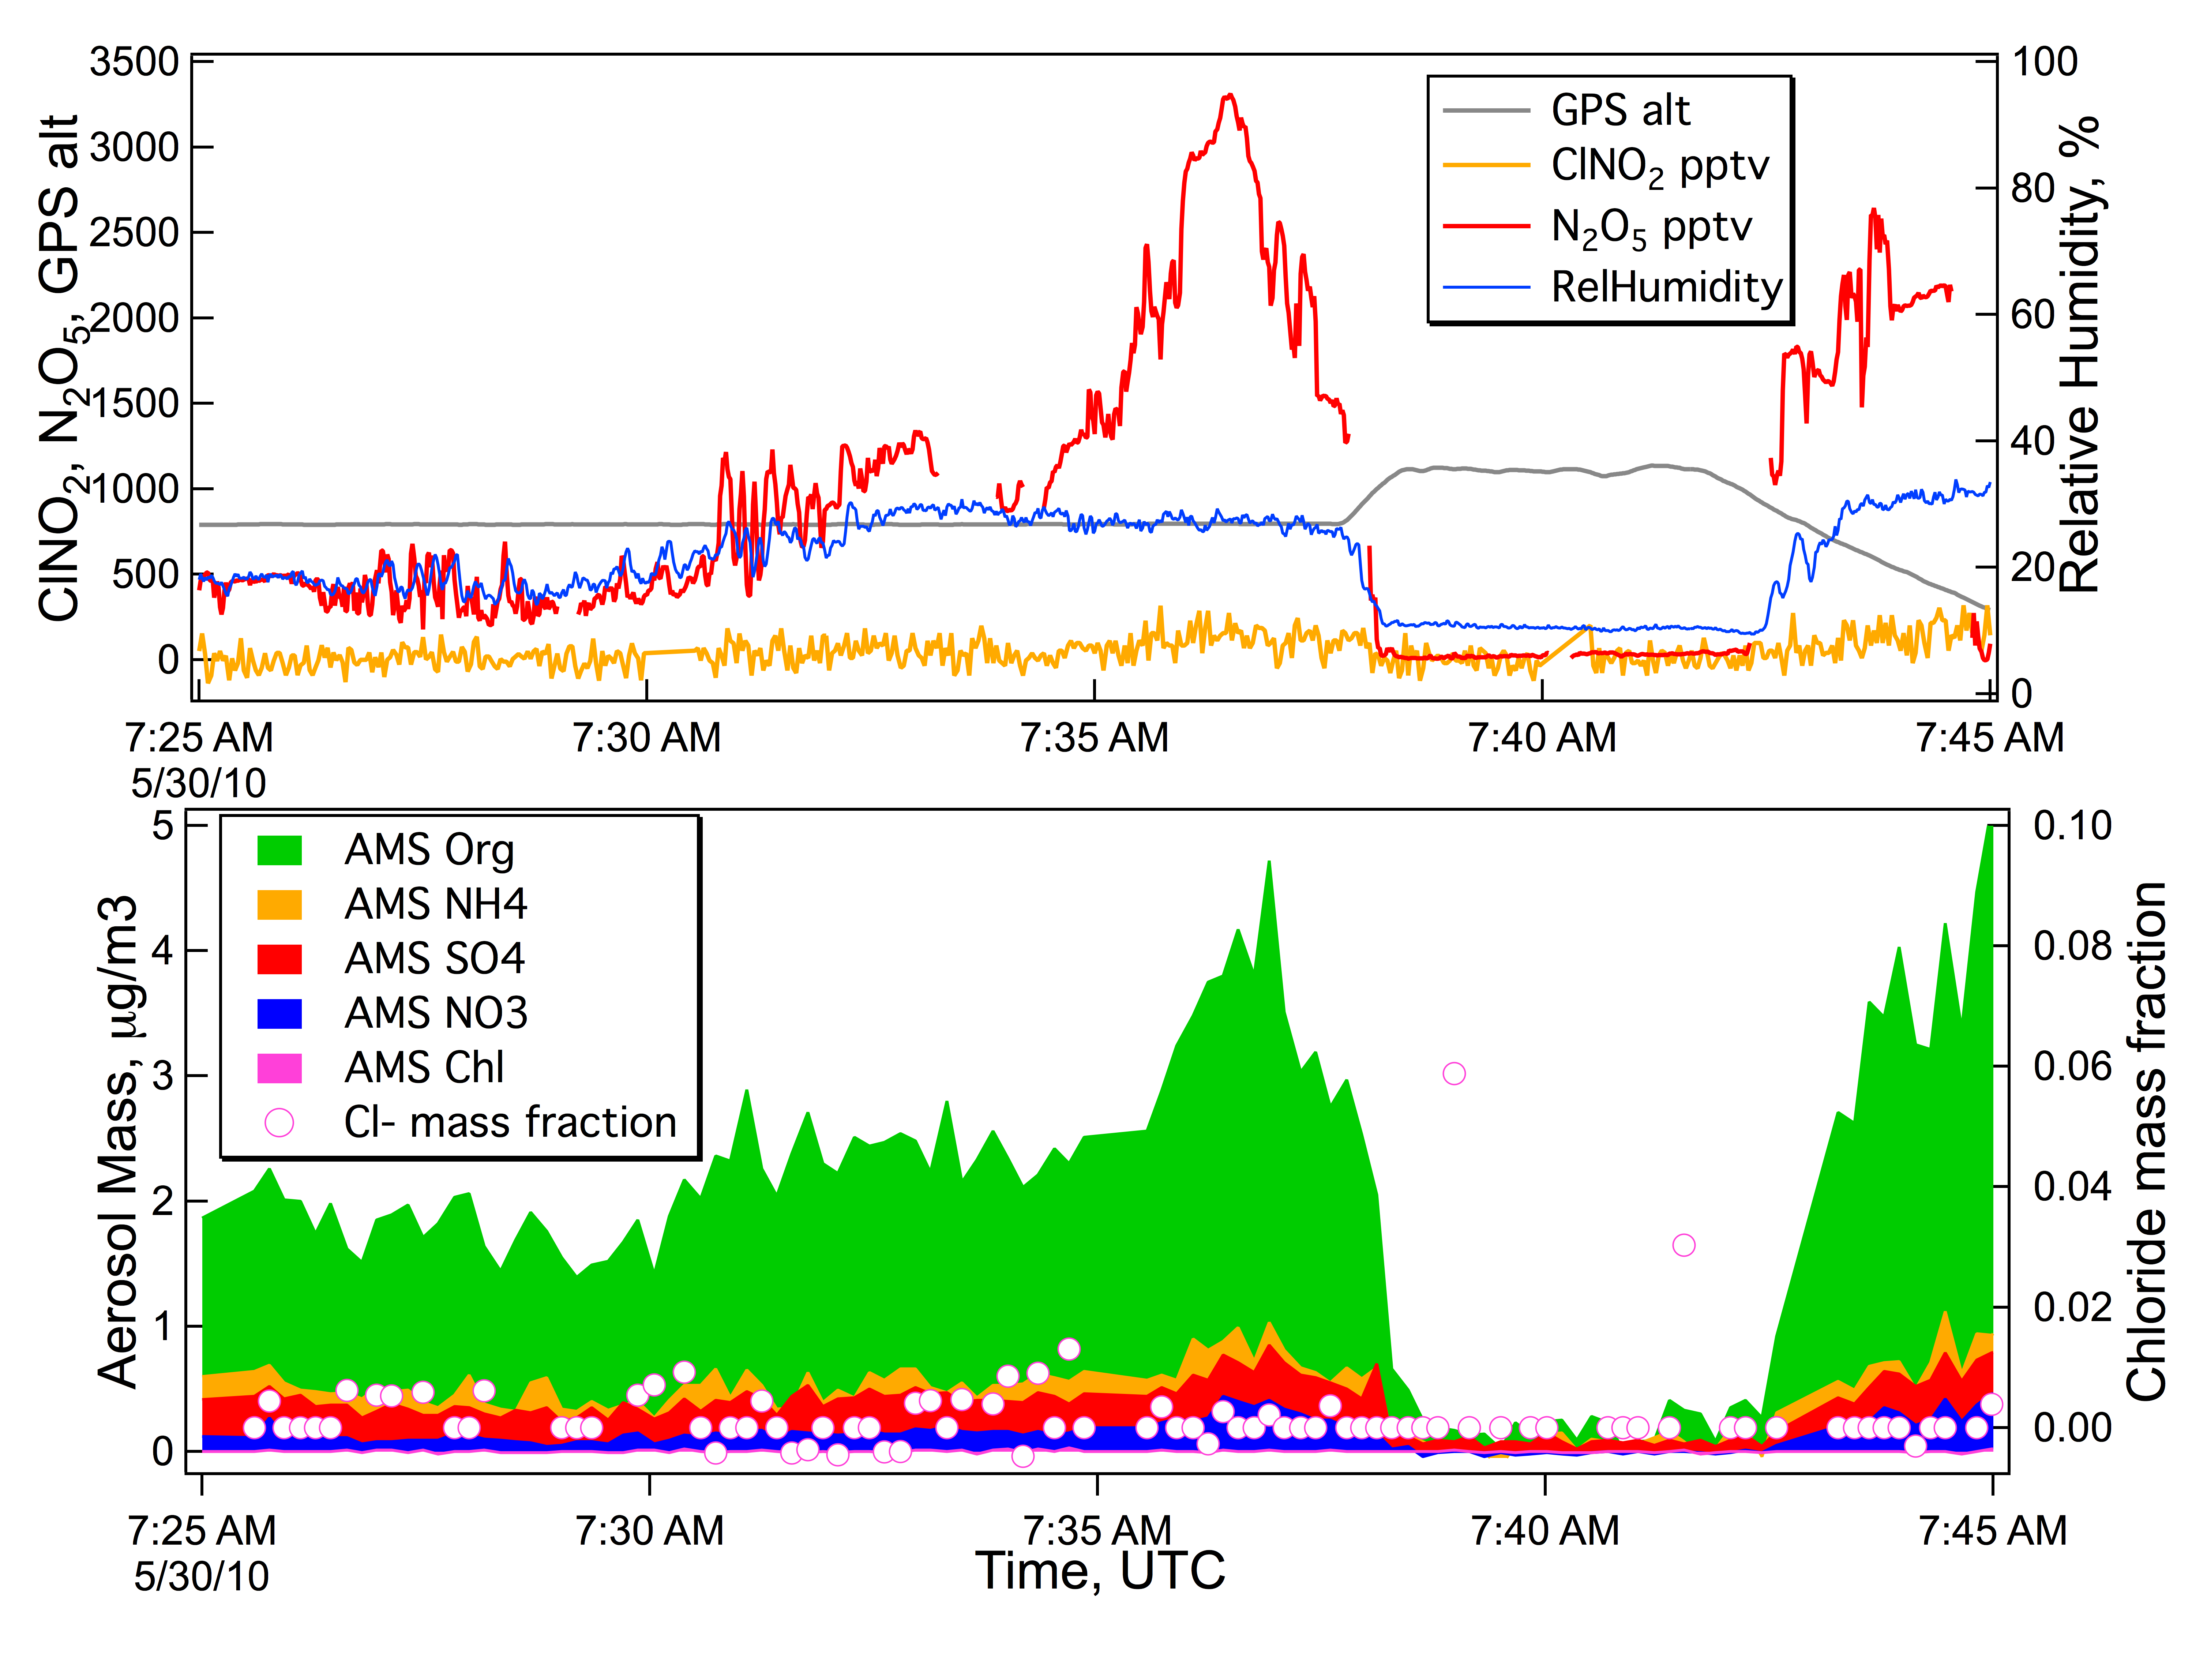 3500
3000
2500
2000
1500
1000
500
0
ClNO2, N2O5, GPS alt
100
80
60
40
20
0
Relative Humidity, %
GPS alt
ClNO2 pptv
N2O5 pptv
RelHumidity
7:25 AM 7:30 AM 7:35 AM 7:40 AM 7:45 AM
5/30/10
5
4
3
2
1
0
Aerosol Mass, µg/m3
AMS Org
AMS NH4
AMS SO4
AMS NO3
AMS Chl
Cl- mass fraction
0.10
0.08
0.06
0.04
0.02
0.00
Chloride mass fraction
7:25 AM 7:30 AM 7:35 AM 7:40 AM 7:45 AM
5/30/10
Time, UTC